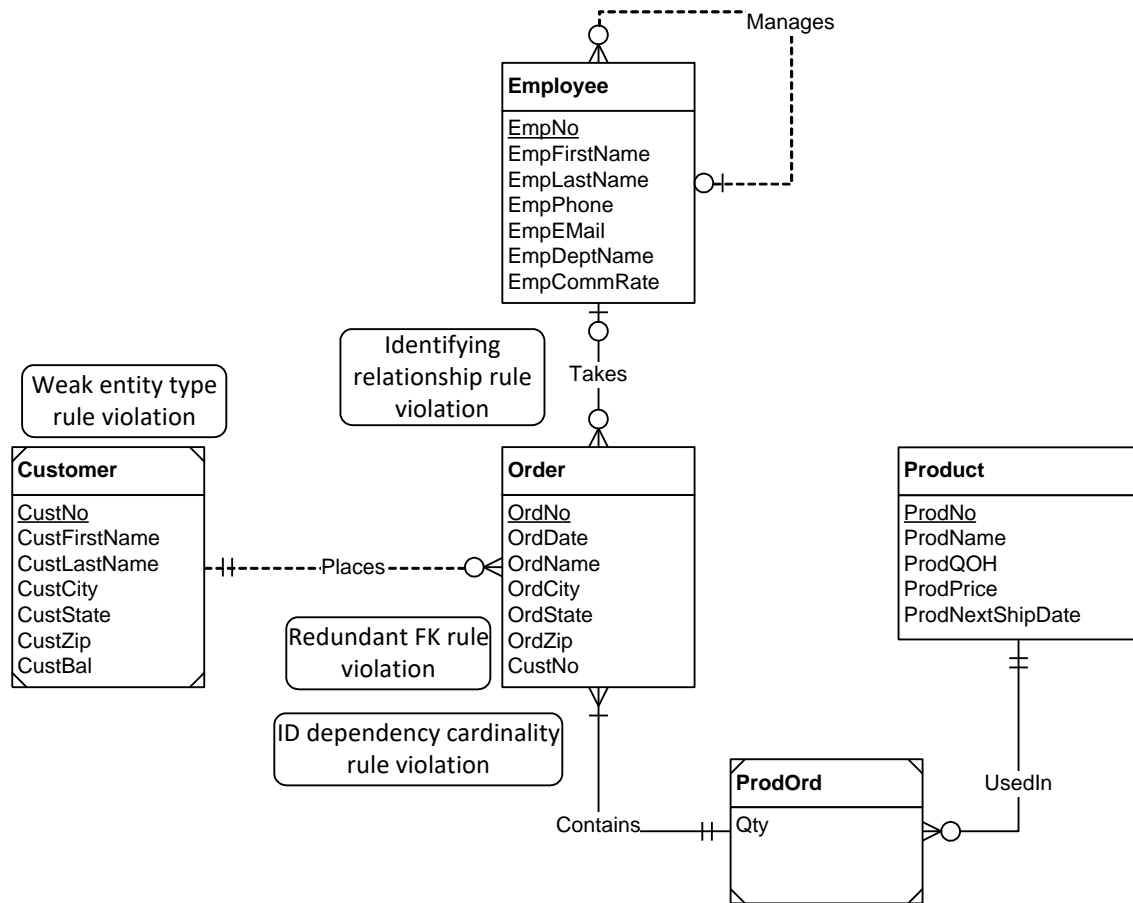 Manages
Employee
EmpNo
EmpFirstName
EmpLastName
EmpPhone
EmpEMail
EmpDeptName
EmpCommRate
Identifying
relationship rule
violation
Takes
Weak entity type
rule violation
Customer
CustNo
CustFirstName
CustLastName
CustCity
CustState
CustZip
CustBal
Places
Order
OrdNo
OrdDate
OrdName
OrdCity
OrdState
OrdZip
CustNo
Product
ProdNo
ProdName
ProdQOH
ProdPrice
ProdNextShipDate
Redundant FK rule
violation
ID dependency cardinality
rule violation
Contains
ProdOrd
Qty
UsedIn